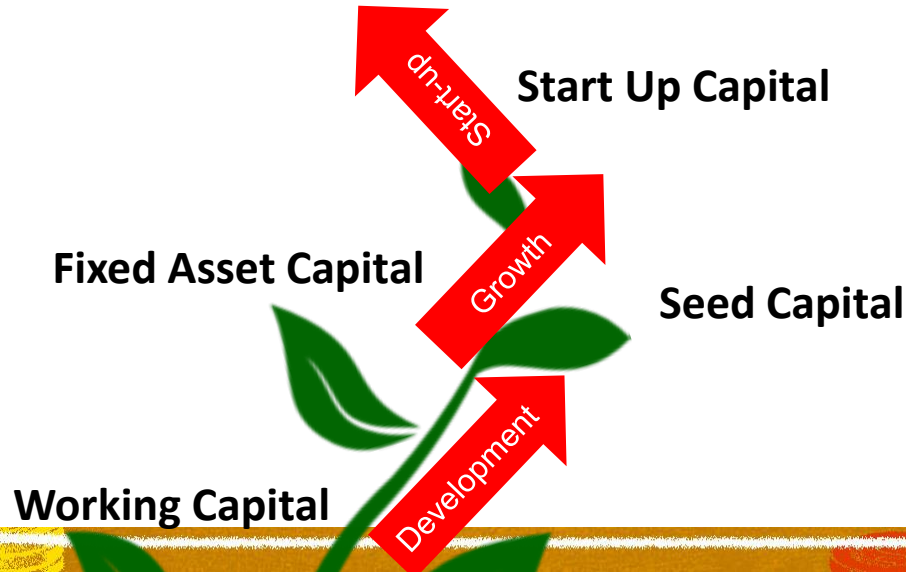 Start-up
Start Up Capital
Growth
Fixed Asset Capital
Seed Capital
Development
Working Capital